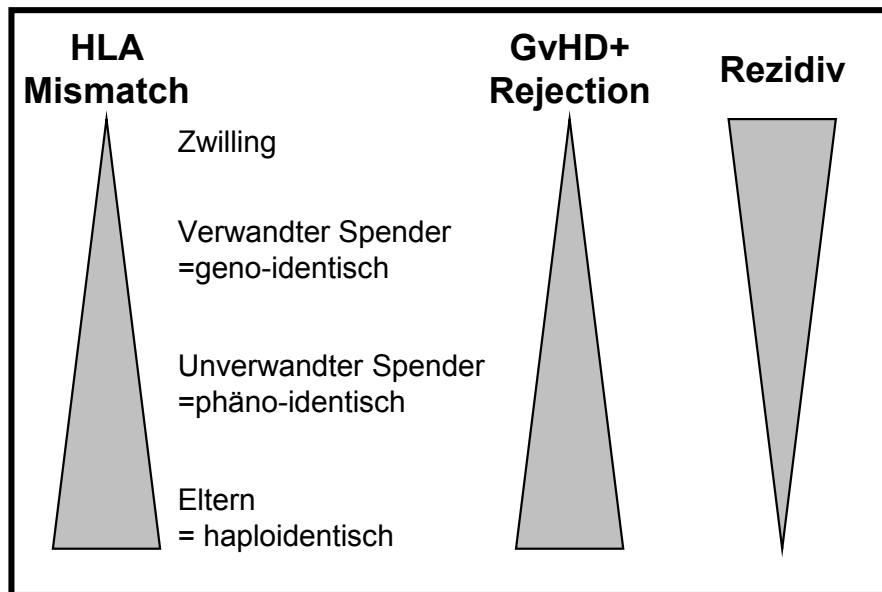 HLA
Mismatch
GvHD+
Rejection
Rezidiv
Zwilling
Verwandter Spender
=geno-identisch
Unverwandter Spender
=phäno-identisch
Eltern
= haploidentisch